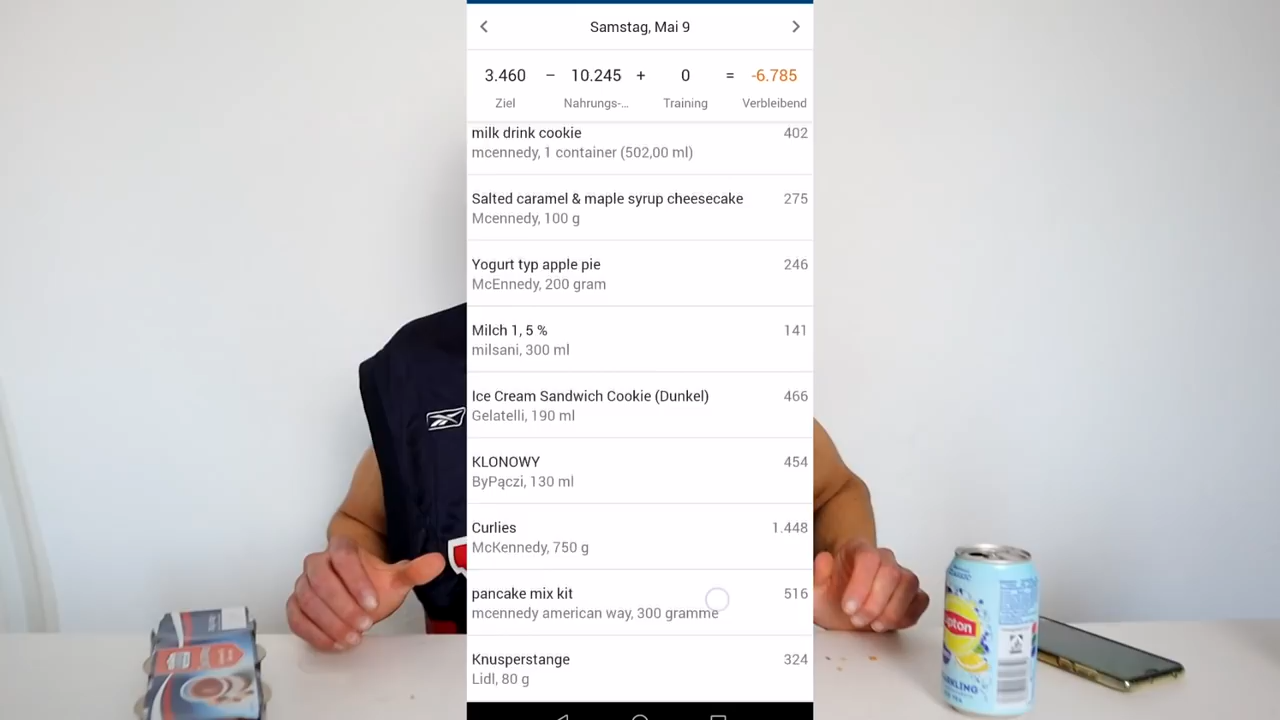 Samstag, Mai 9
3.460 – 10.245 + 0 = -6.785
Ziel Nahrungs-... Training Verbleibend
milk drink cookie 402
mcennedy, 1 container (502,00 ml)
Salted caramel & maple syrup cheesecake 275
Mcennedy, 100 g
Yogurt typ apple pie 246
McEnnedy, 200 gram
Milch 1, 5 % 141
milsani, 300 ml
Ice Cream Sandwich Cookie (Dunkel) 466
Gelatelli, 190 ml
KLONOWY 454
ByPączi, 130 ml
Curlies 1.448
McKennedy, 750 g
pancake mix kit 516
mcennedy american way, 300 gramme
Knusperstange 324
Lidl, 80 g